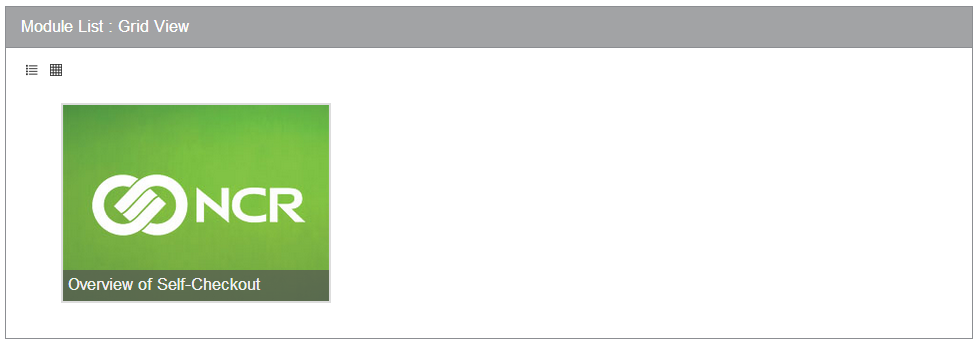 Module List : Grid View
NCR
Overview of Self-Checkout